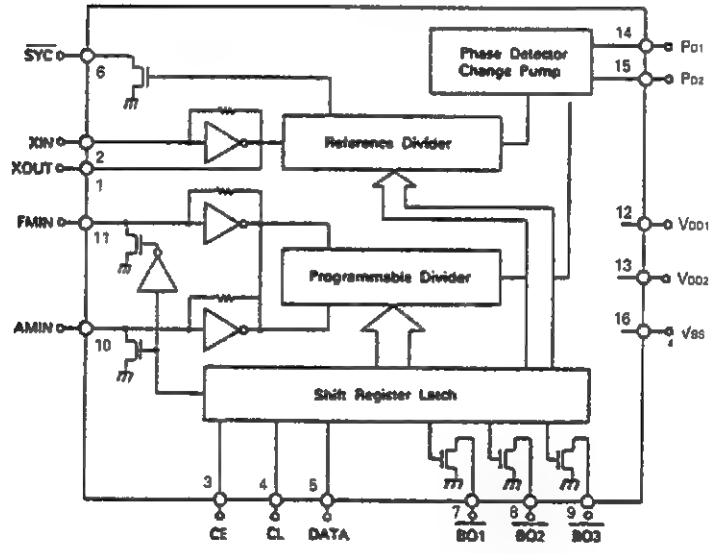 SYC
6
14
PD1
Phase Detector
Change Pump
15
PD2
XIN
2
Reference Divider
XOUT
1
FMIN
11
12
VDD1
Programmable Divider
13
VDD2
AMIN
10
16
VSS
Shift Register Latch
3
4
5
7
8
9
CE
CL
DATA
BO1
BO2
BO3